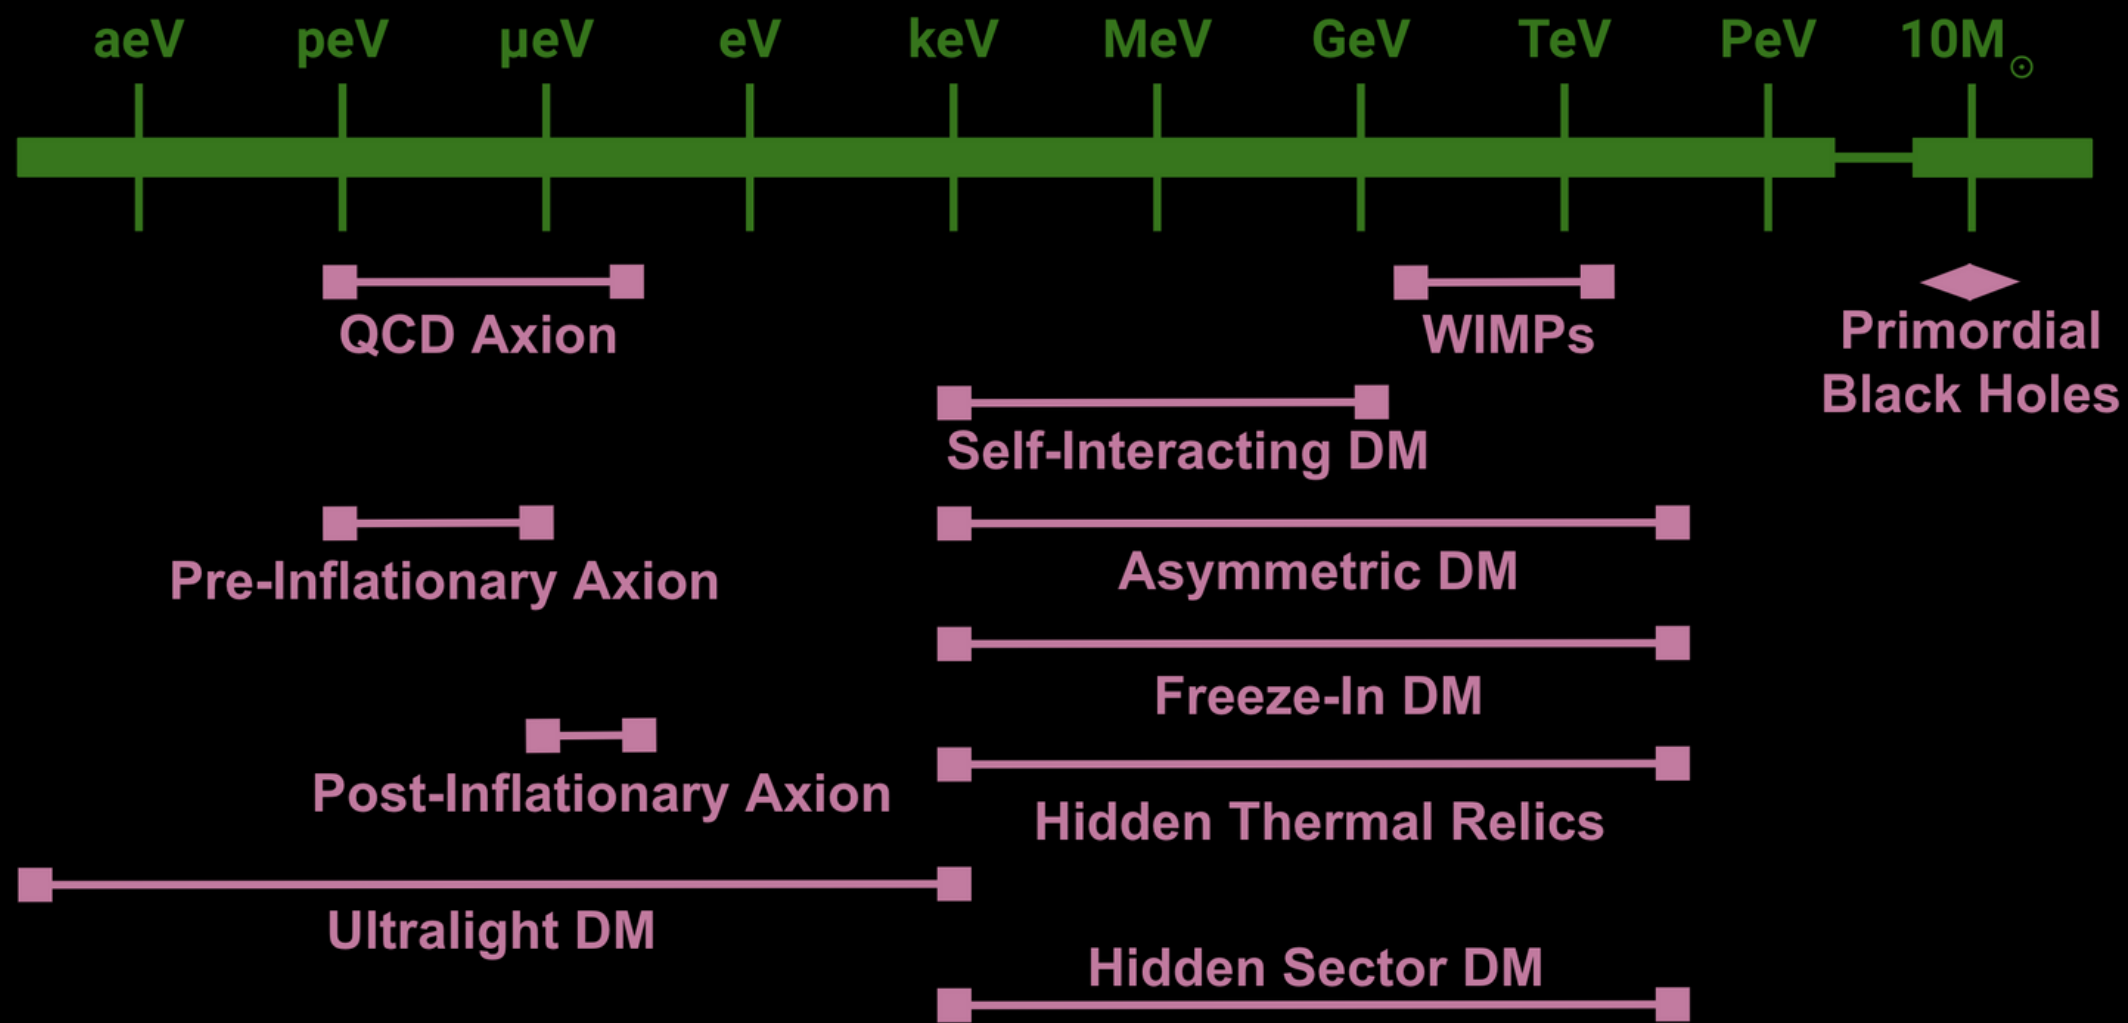 aeV peV μeV eV keV MeV GeV TeV PeV 10M☉
QCD Axion
WIMPs
Primordial
Black Holes
Self-Interacting DM
Pre-Inflationary Axion
Asymmetric DM
Freeze-In DM
Post-Inflationary Axion
Hidden Thermal Relics
Ultralight DM
Hidden Sector DM